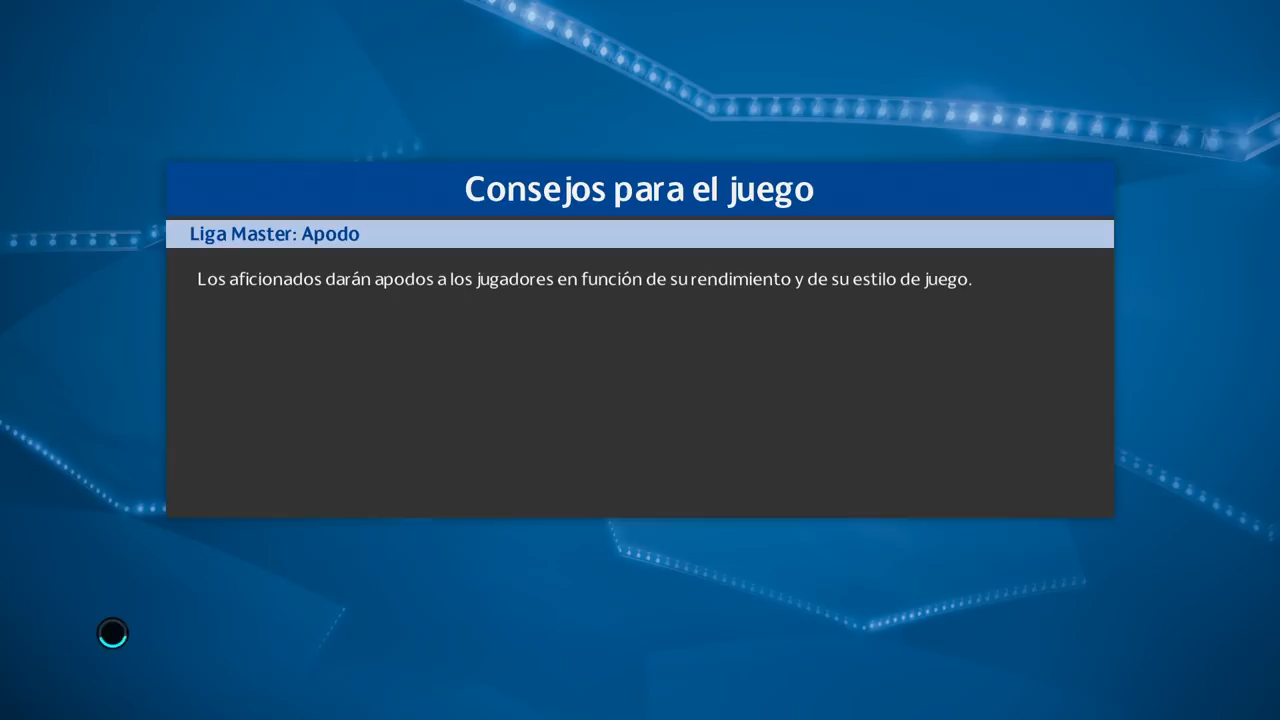 Consejos para el juego
Liga Master: Apodo
Los aficionados darán apodos a los jugadores en función de su rendimiento y de su estilo de juego.